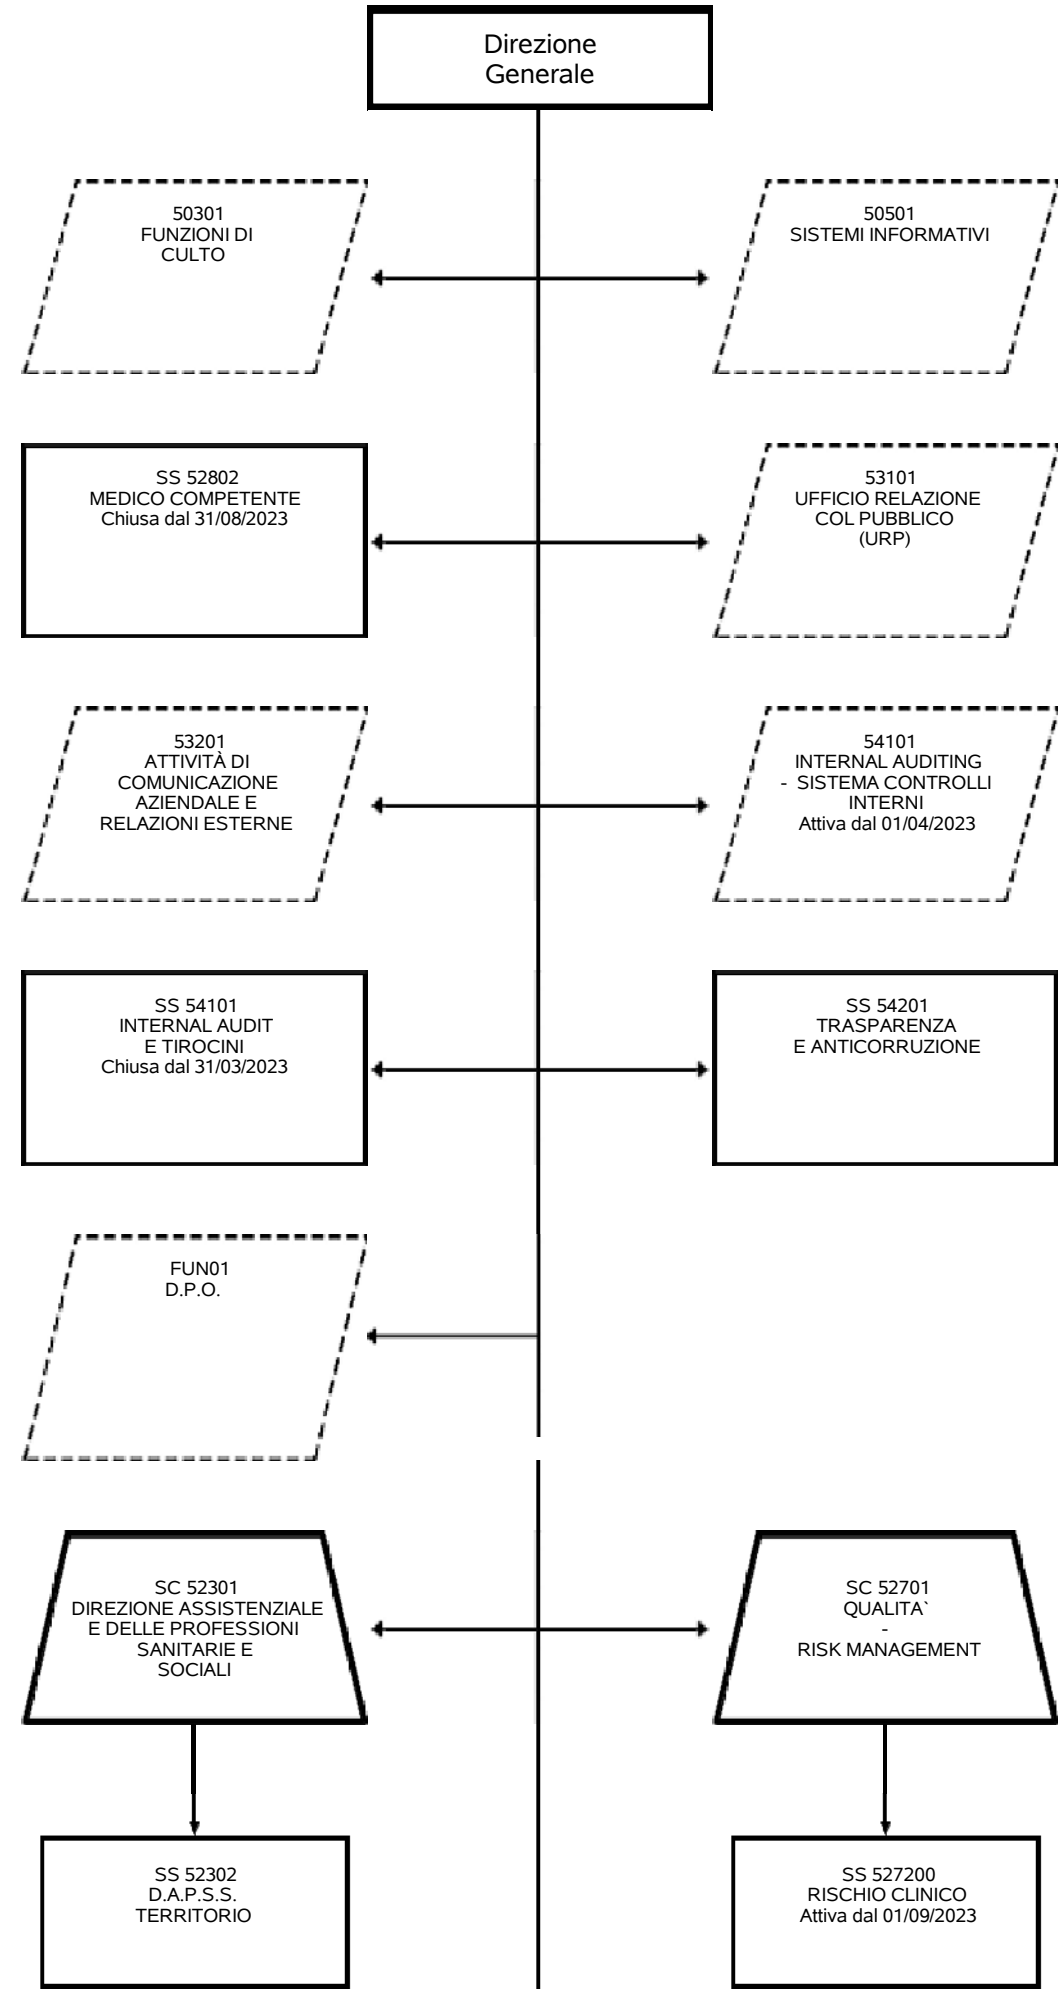 Direzione
Generale
50301
FUNZIONI DI
CULTO
50501
SISTEMI INFORMATIVI
SS 52802
MEDICO COMPETENTE
Chiusa dal 31/08/2023
53101
UFFICIO RELAZIONE
COL PUBBLICO
(URP)
53201
ATTIVITÀ DI
COMUNICAZIONE
AZIENDALE E
RELAZIONI ESTERNE
54101
INTERNAL AUDITING
- SISTEMA CONTROLLI
INTERNI
Attiva dal 01/04/2023
SS 54101
INTERNAL AUDIT
E TIROCINI
Chiusa dal 31/03/2023
SS 54201
TRASPARENZA
E ANTICORRUZIONE
FUN01
D.P.O.
SC 52301
DIREZIONE ASSISTENZIALE
E DELLE PROFESSIONI
SANITARIE E
SOCIALI
SC 52701
QUALITA`
-
RISK MANAGEMENT
SS 52302
D.A.P.S.S.
TERRITORIO
SS 527200
RISCHIO CLINICO
Attiva dal 01/09/2023